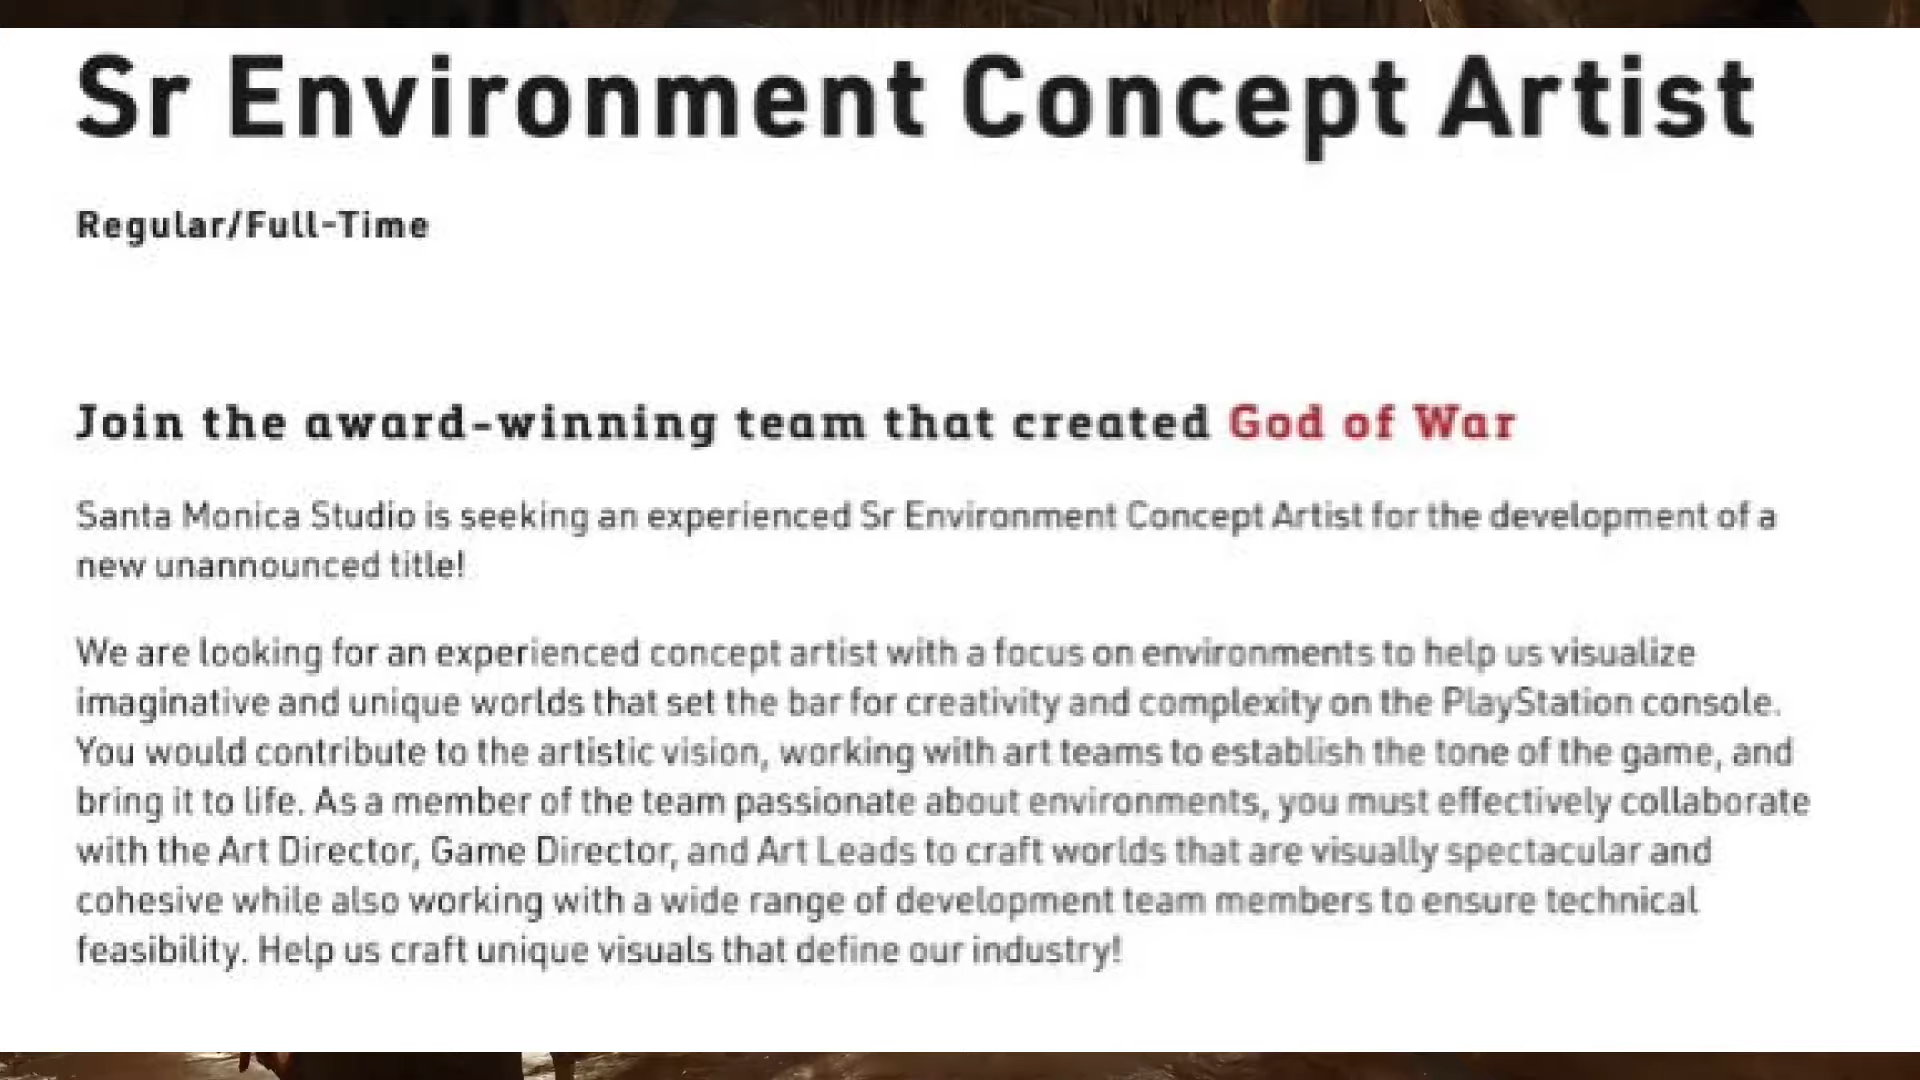 Sr Environment Concept Artist
Regular/Full-Time
Join the award-winning team that created God of War
Santa Monica Studio is seeking an experienced Sr Environment Concept Artist for the development of a
new unannounced title!
We are looking for an experienced concept artist with a focus on environments to help us visualize
imaginative and unique worlds that set the bar for creativity and complexity on the PlayStation console.
You would contribute to the artistic vision, working with art teams to establish the tone of the game, and
bring it to life. As a member of the team passionate about environments, you must effectively collaborate
with the Art Director, Game Director, and Art Leads to craft worlds that are visually spectacular and
cohesive while also working with a wide range of development team members to ensure technical
feasibility. Help us craft unique visuals that define our industry!